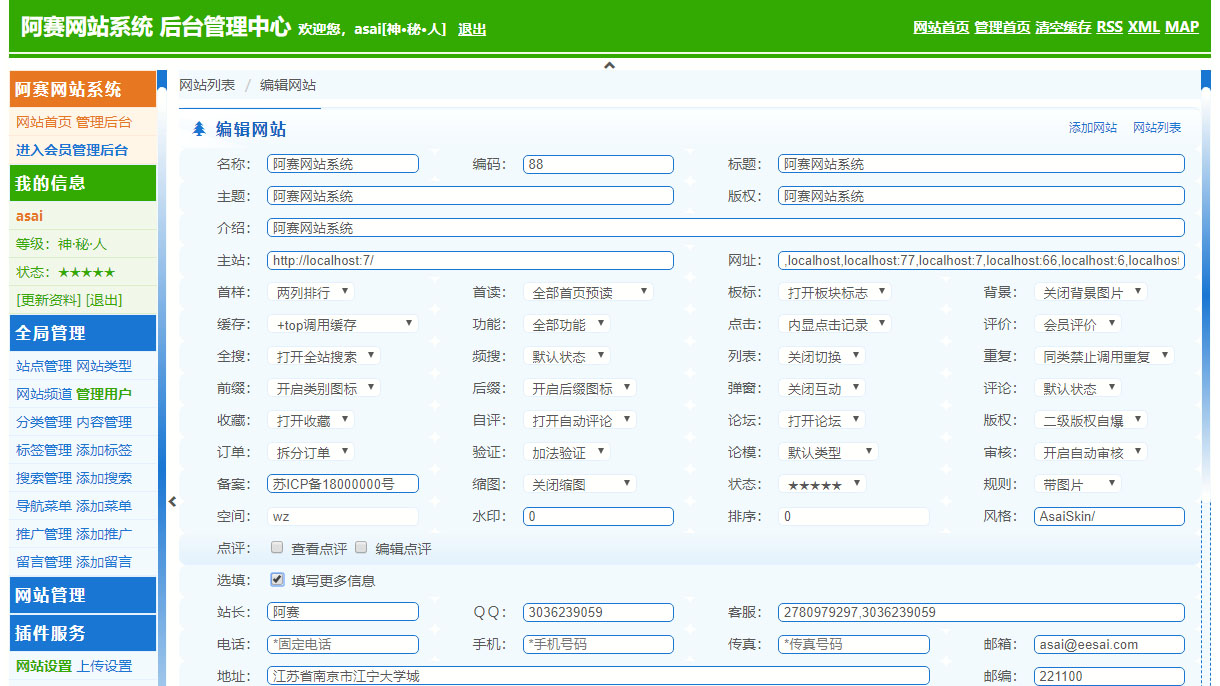 阿赛网站系统 后台管理中心 欢迎您，asai[神•秘•人] 退出
网站首页 管理首页 清空缓存 RSS XML MAP
阿赛网站系统
网站首页 管理后台
进入会员管理后台
我的信息
asai
等级：神·秘·人
状态：★★★★★
[更新资料] [退出]
全局管理
站点管理 网站类型
网站频道 管理用户
分类管理 内容管理
标签管理 添加标签
搜索管理 添加搜索
导航菜单 添加菜单
推广管理 添加推广
留言管理 添加留言
网站管理
插件服务
网站设置 上传设置
网站列表 / 编辑网站
编辑网站 添加网站 网站列表
名称： 阿赛网站系统 编码： 88 标题： 阿赛网站系统
主题： 阿赛网站系统 版权： 阿赛网站系统
介绍： 阿赛网站系统
主站： http://localhost:7/ 网址： ,localhost,localhost:77,localhost:7,localhost:66,localhost:6,localhost
首样： 两列排行 首读： 全部首页预读 板标： 打开板块标志 背景： 关闭背景图片
缓存： +top调用缓存 功能： 全部功能 点击： 内显点击记录 评价： 会员评价
全搜： 打开全站搜索 频搜： 默认状态 列表： 关闭切换 重复： 同类禁止调用重复
前缀： 开启类别图标 后缀： 开启后缀图标 弹窗： 关闭互动 评论： 默认状态
收藏： 打开收藏 自评： 打开自动评论 论坛： 打开论坛 版权： 二级版权自爆
订单： 拆分订单 验证： 加法验证 论模： 默认类型 审核： 开启自动审核
备案： 苏ICP备18000000号 缩图： 关闭缩图 状态： ★★★★★ 规则： 带图片
空间： wz 水印： 0 排序： 0 风格： AsaiSkin/
点评： 查看点评 编辑点评
选填： 填写更多信息
站长： 阿赛 ＱＱ： 3036239059 客服： 2780979297,3036239059
电话： *固定电话 手机： *手机号码 传真： *传真号码 邮箱： asai@eesai.com
地址： 江苏省南京市江宁大学城 邮编： 221100